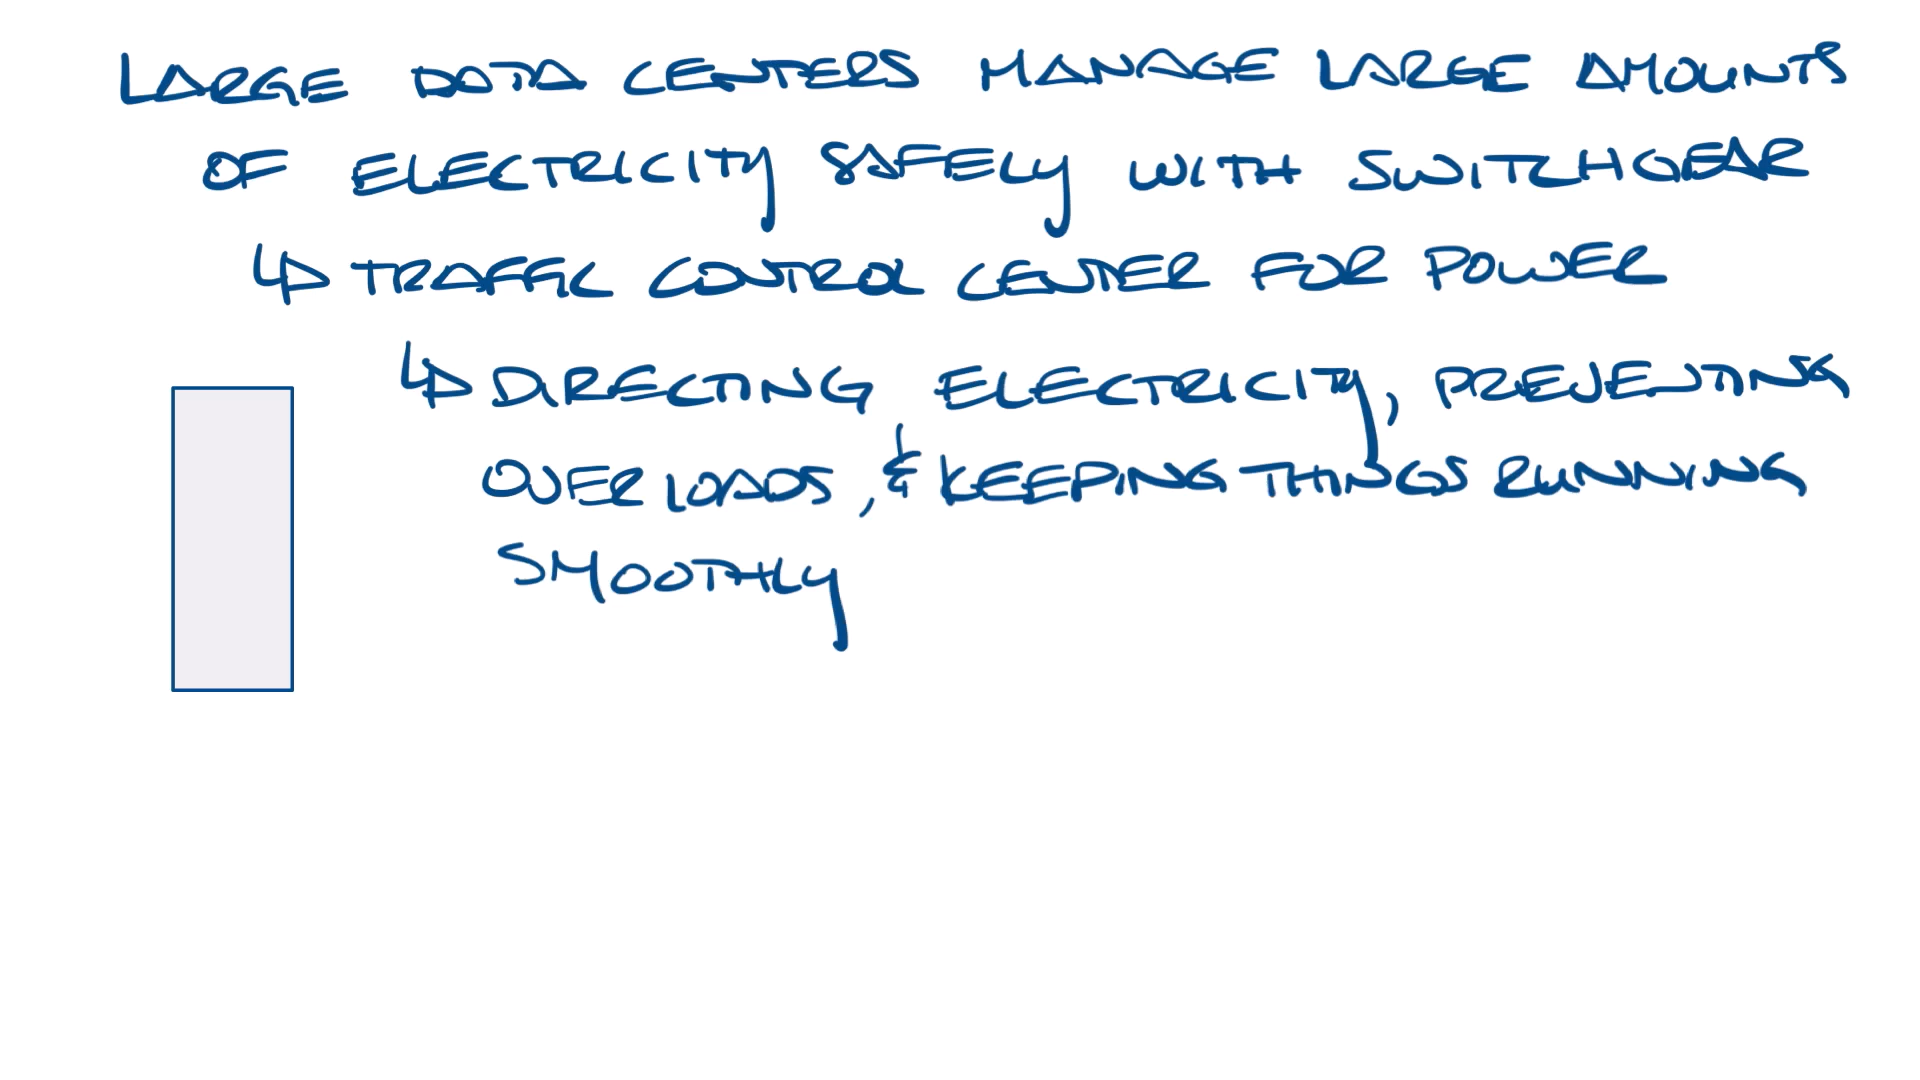 LARGE DATA CENTERS MANAGE LARGE AMOUNTS
OF ELECTRICITY SAFELY WITH SWITCHGEAR
↳ TRAFFIC CONTROL CENTER FOR POWER
↳ DIRECTING ELECTRICITY, PREVENTING
OVERLOADS, & KEEPING THINGS RUNNING
SMOOTHLY